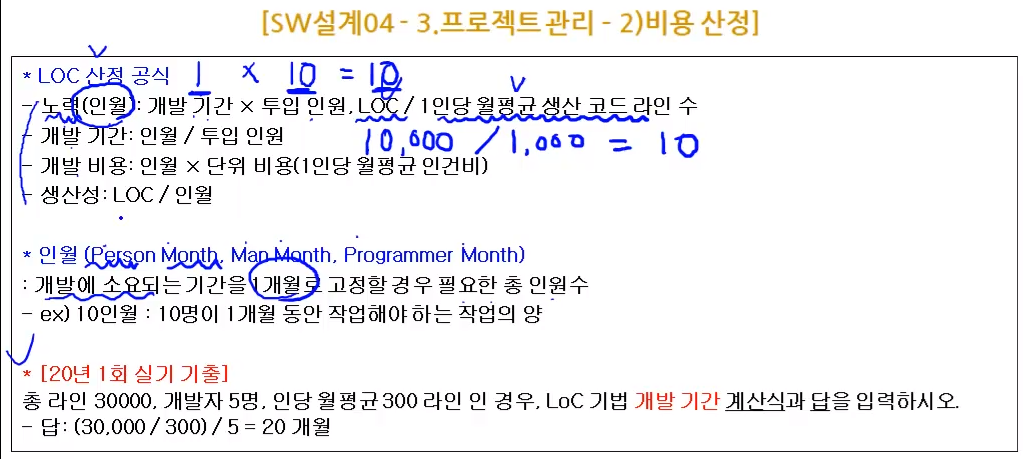 [SW설계04 - 3.프로젝트 관리 - 2)비용 산정]
* LOC 산정 공식 1 × 10 = 10
- 노력(인월): 개발 기간 × 투입 인원, LOC / 1인당 월평균 생산 코드 라인 수
- 개발 기간: 인월 / 투입 인원 10,000 / 1,000 = 10
- 개발 비용: 인월 × 단위 비용(1인당 월평균 인건비)
- 생산성: LOC / 인월
* 인월 (Person Month, Man Month, Programmer Month)
: 개발에 소요되는 기간을 1개월로 고정할 경우 필요한 총 인원수
- ex) 10인월 : 10명이 1개월 동안 작업해야 하는 작업의 양
* [20년 1회 실기 기출]
총 라인 30000, 개발자 5명, 인당 월평균 300 라인 인 경우, LoC 기법 개발 기간 계산식과 답을 입력하시오.
- 답: (30,000 / 300) / 5 = 20 개월